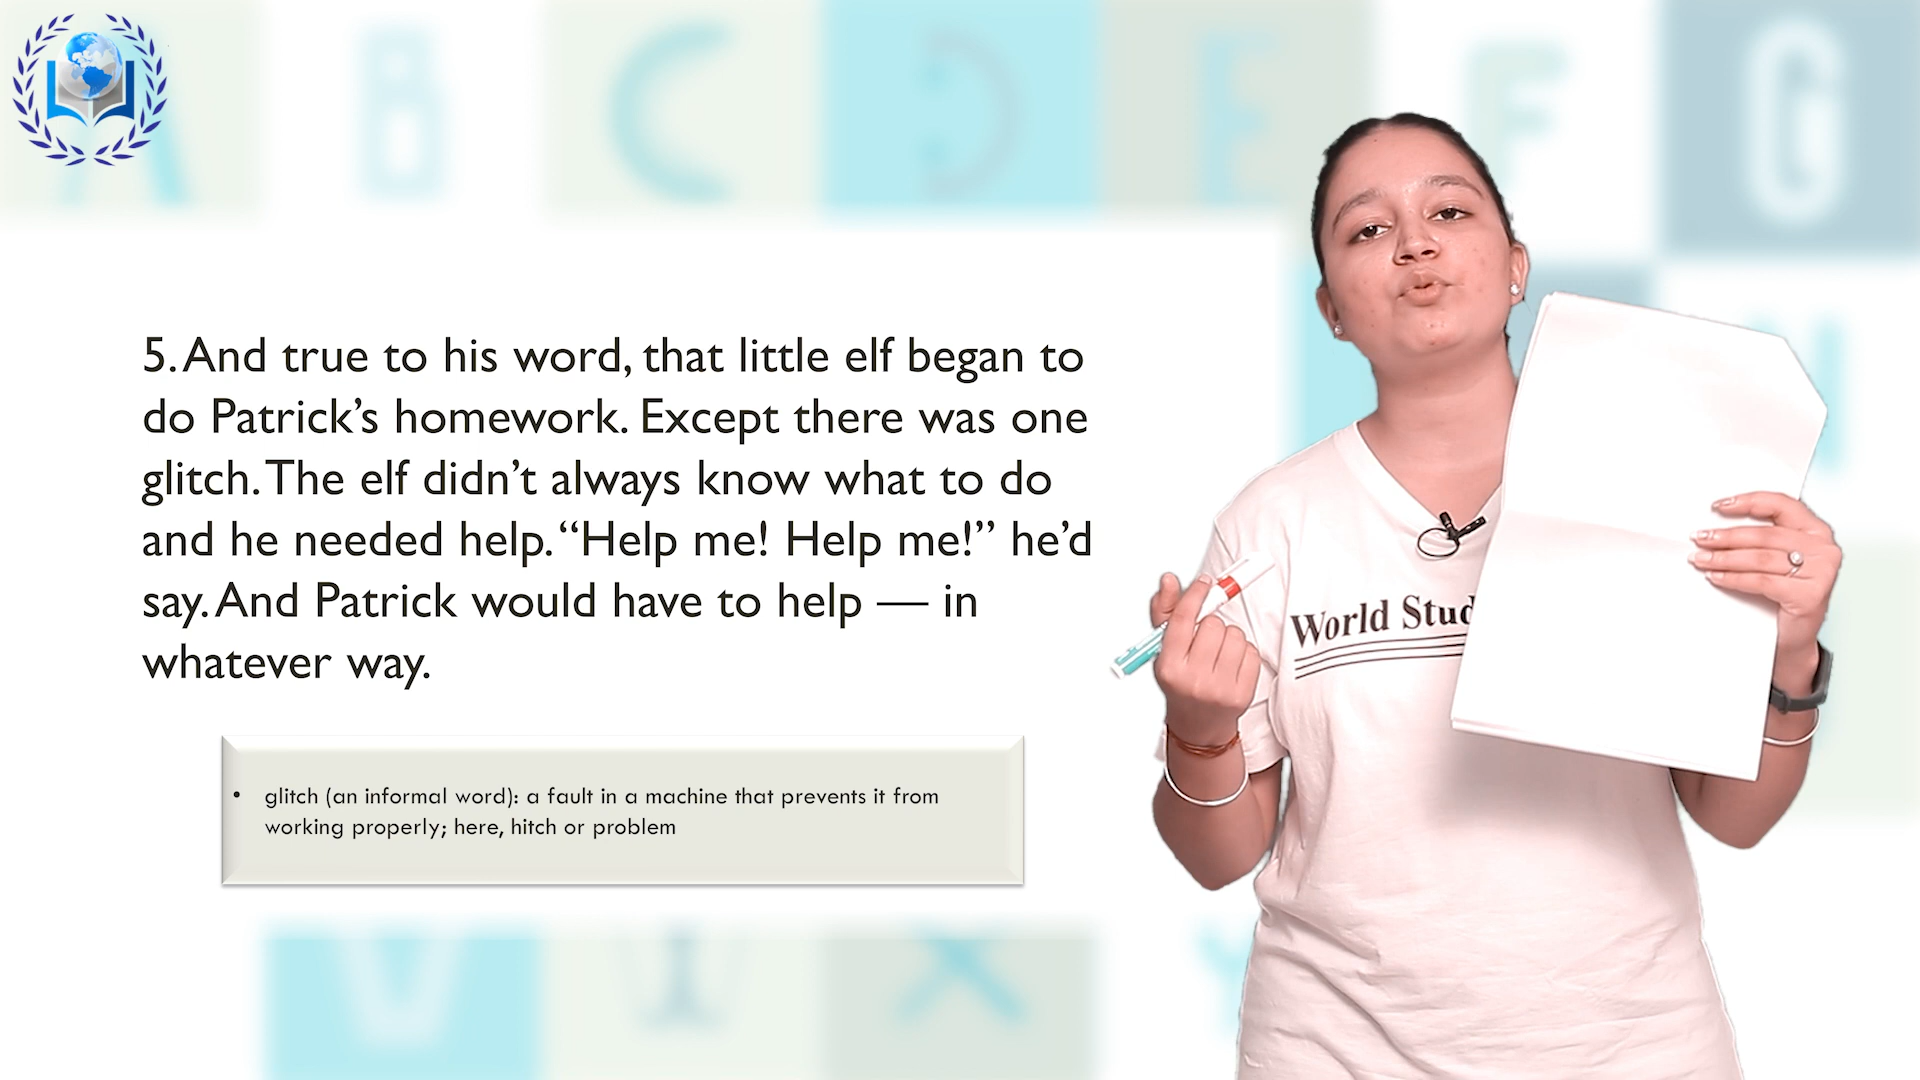 A B C D E F G
5. And true to his word, that little elf began to
do Patrick’s homework. Except there was one
glitch. The elf didn’t always know what to do
and he needed help. “Help me! Help me!” he’d
say. And Patrick would have to help — in
whatever way.
World Stud
• glitch (an informal word): a fault in a machine that prevents it from
working properly; here, hitch or problem
V X Y